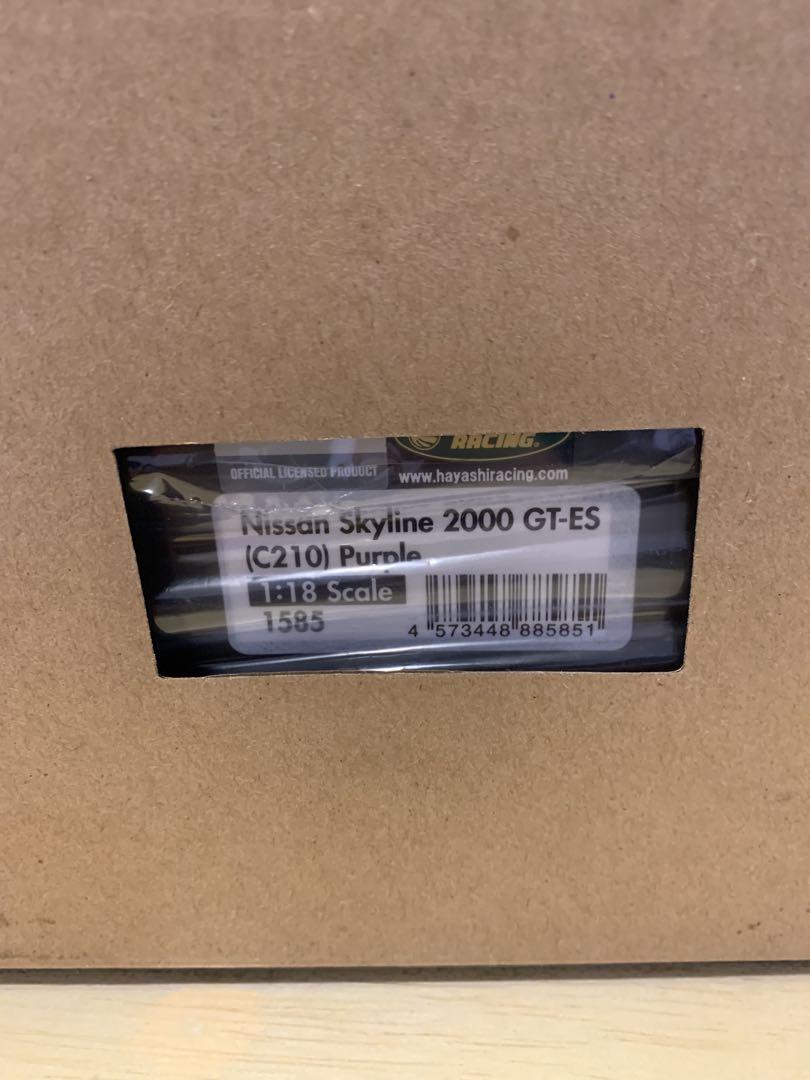 RACING.
OFFICIAL LICENSED PRODUCT
www.hayashiracing.com
Nissan Skyline 2000 GT-ES
(C210) Purple
1:18 Scale
1585
4 573448 885851